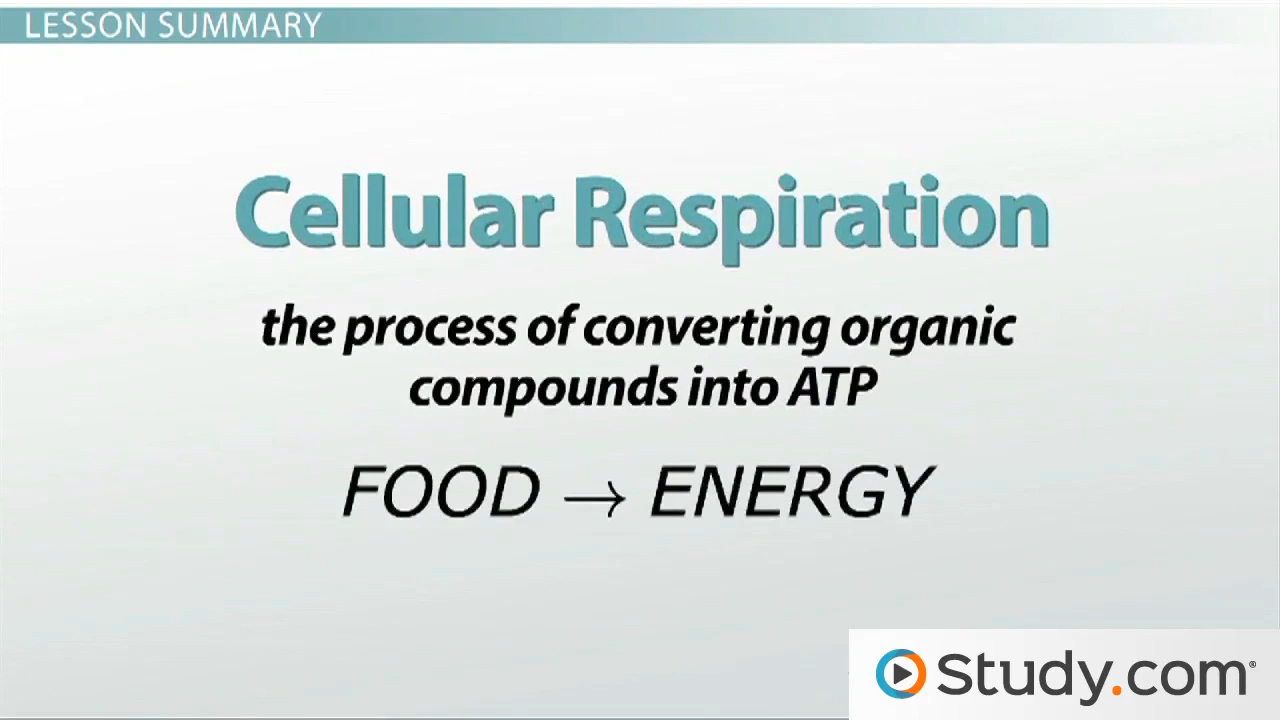 LESSON SUMMARY
Cellular Respiration
the process of converting organic
compounds into ATP
FOOD → ENERGY
Study.com®